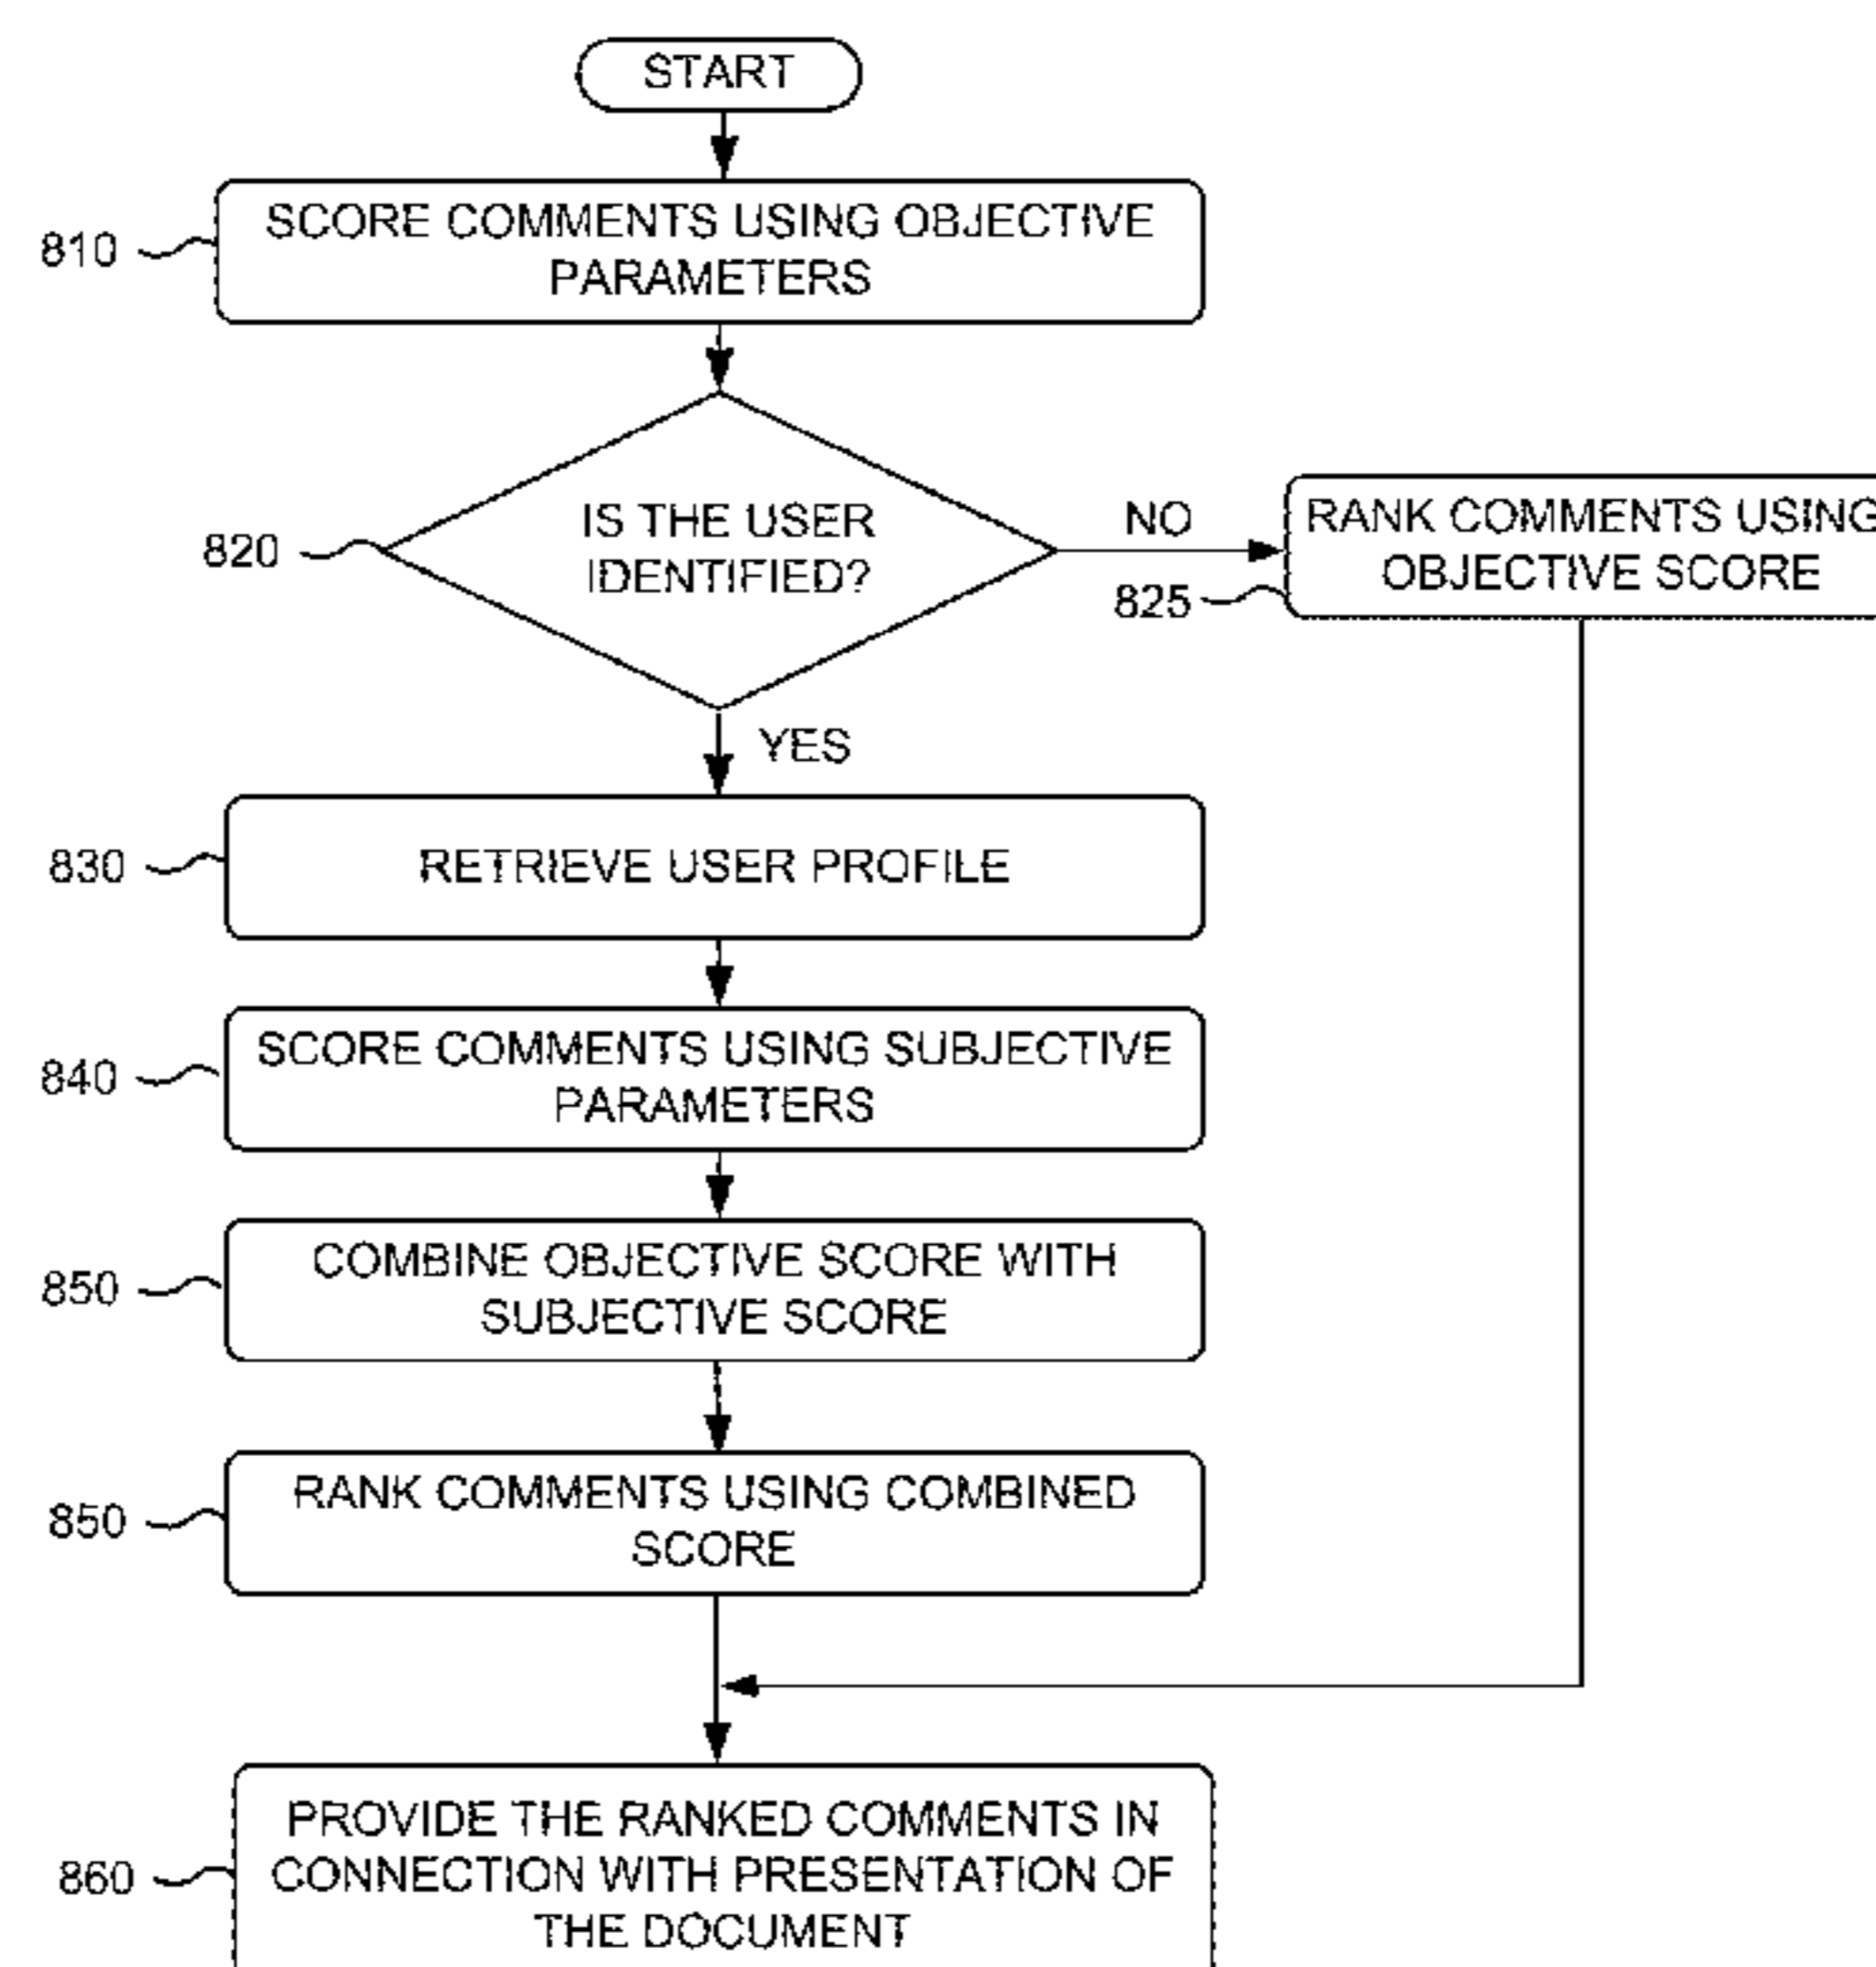 START
810
SCORE COMMENTS USING OBJECTIVE
PARAMETERS
820
IS THE USER
IDENTIFIED?
NO
825
RANK COMMENTS USING
OBJECTIVE SCORE
YES
830
RETRIEVE USER PROFILE
840
SCORE COMMENTS USING SUBJECTIVE
PARAMETERS
850
COMBINE OBJECTIVE SCORE WITH
SUBJECTIVE SCORE
850
RANK COMMENTS USING COMBINED
SCORE
860
PROVIDE THE RANKED COMMENTS IN
CONNECTION WITH PRESENTATION OF
THE DOCUMENT